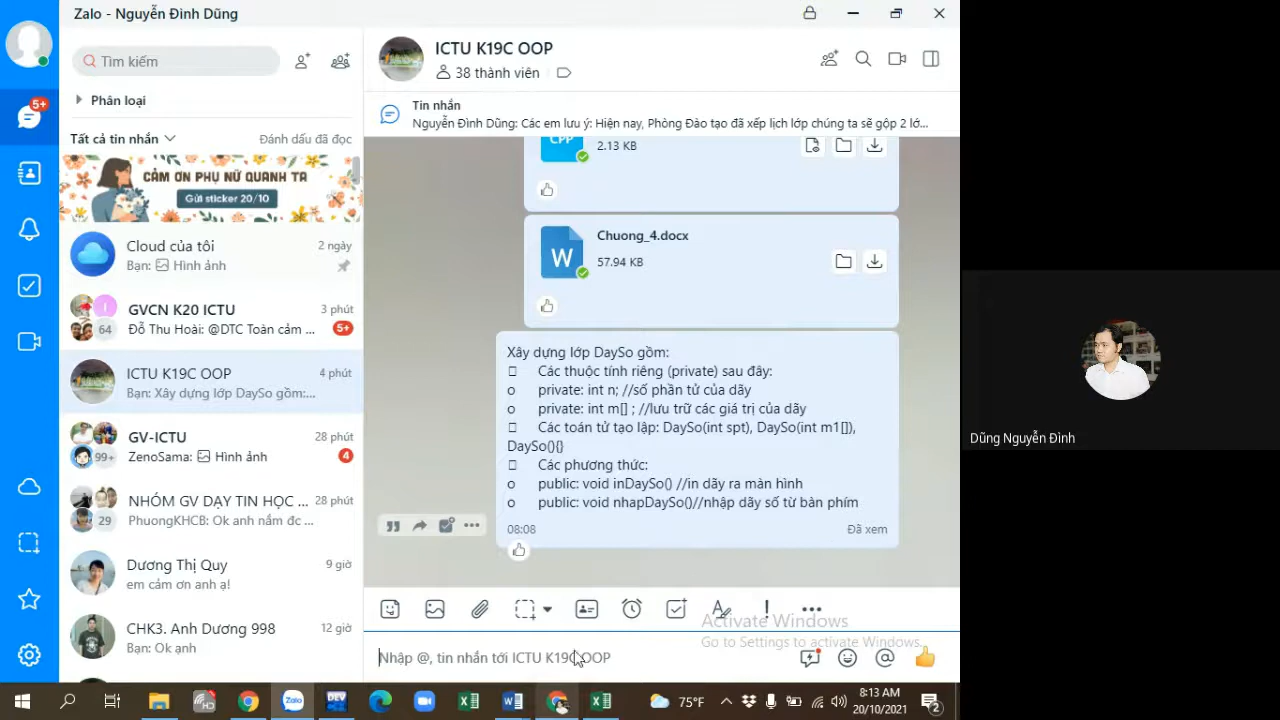 Zalo - Nguyễn Đình Dũng
Tìm kiếm
Phân loại
Tất cả tin nhắn
Đánh dấu đã đọc
CẢM ƠN PHỤ NỮ QUANH TA
Gửi sticker 20/10
Cloud của tôi
2 ngày
Bạn: Hình ảnh
GVCN K20 ICTU
3 phút
64
Đỗ Thu Hoài: @DTC Toàn cảm ...
5+
ICTU K19C OOP
4 phút
Bạn: Xây dựng lớp DaySo gồm:...
GV-ICTU
28 phút
99+
ZenoSama: Hình ảnh
4
NHÓM GV DẠY TIN HỌC ...
28 phút
29
PhuongKHCB: Ok anh nắm đc ...
Dương Thị Quy
9 giờ
em cảm ơn anh ạ!
CHK3. Anh Dương 998
12 giờ
Bạn: Ok ạnh
5+
ICTU K19C OOP
38 thành viên
Tin nhắn
Nguyễn Đình Dũng: Các em lưu ý: Hiện nay, Phòng Đào tạo đã xếp lịch lớp chúng ta sẽ gộp 2 lớ...
CPP
2.13 KB
W
Chuong_4.docx
57.94 KB
Xây dựng lớp DaySo gồm:
Các thuộc tính riêng (private) sau đây:
o private: int n; //số phần tử của dãy
o private: int m[] ; //lưu trữ các giá trị của dãy
Các toán tử tạo lập: DaySo(int spt), DaySo(int m1[]),
DaySo(){}
Các phương thức:
o public: void inDaySo() //in dãy ra màn hình
o public: void nhapDaySo()//nhập dãy số từ bàn phím
08:08
Đã xem
Activate Windows
Go to Settings to activate Windows.
Nhập @, tin nhắn tới ICTU K19C OOP
Dũng Nguyễn Đình
Zalo
DEV
75°F
8:13 AM
20/10/2021
2